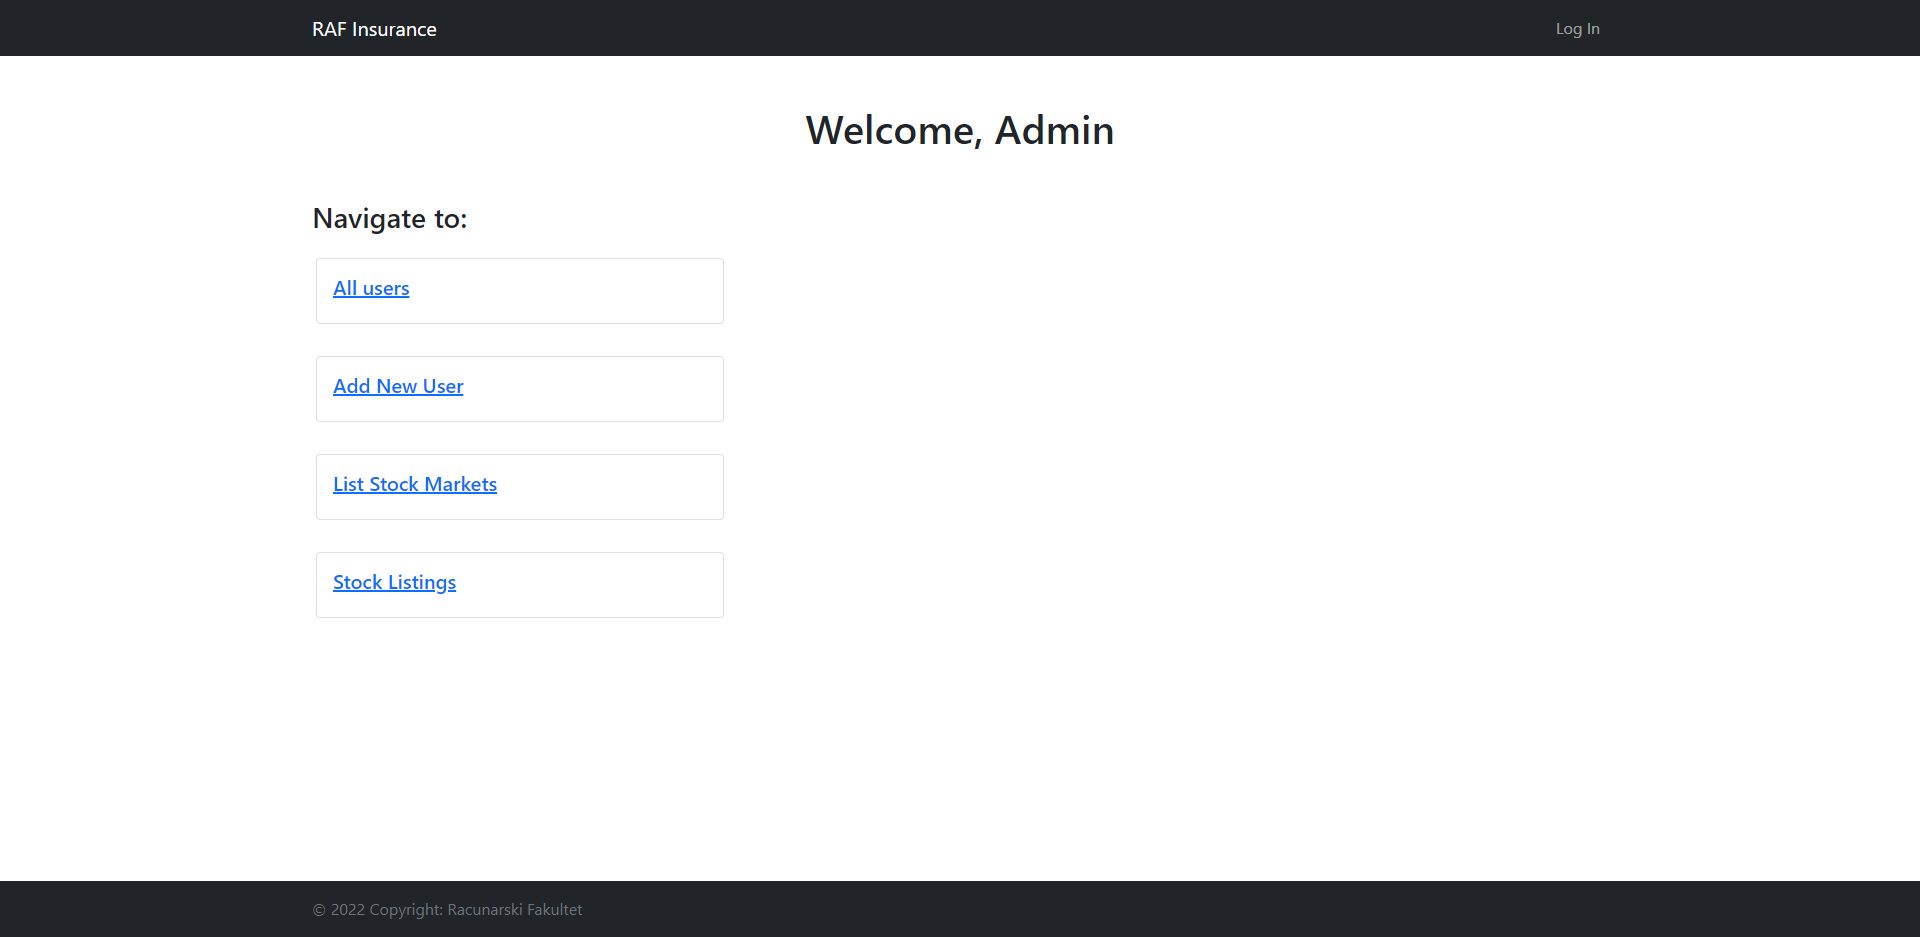 RAF Insurance
Log In
Welcome, Admin
Navigate to:
All users
Add New User
List Stock Markets
Stock Listings
© 2022 Copyright: Racunarski Fakultet